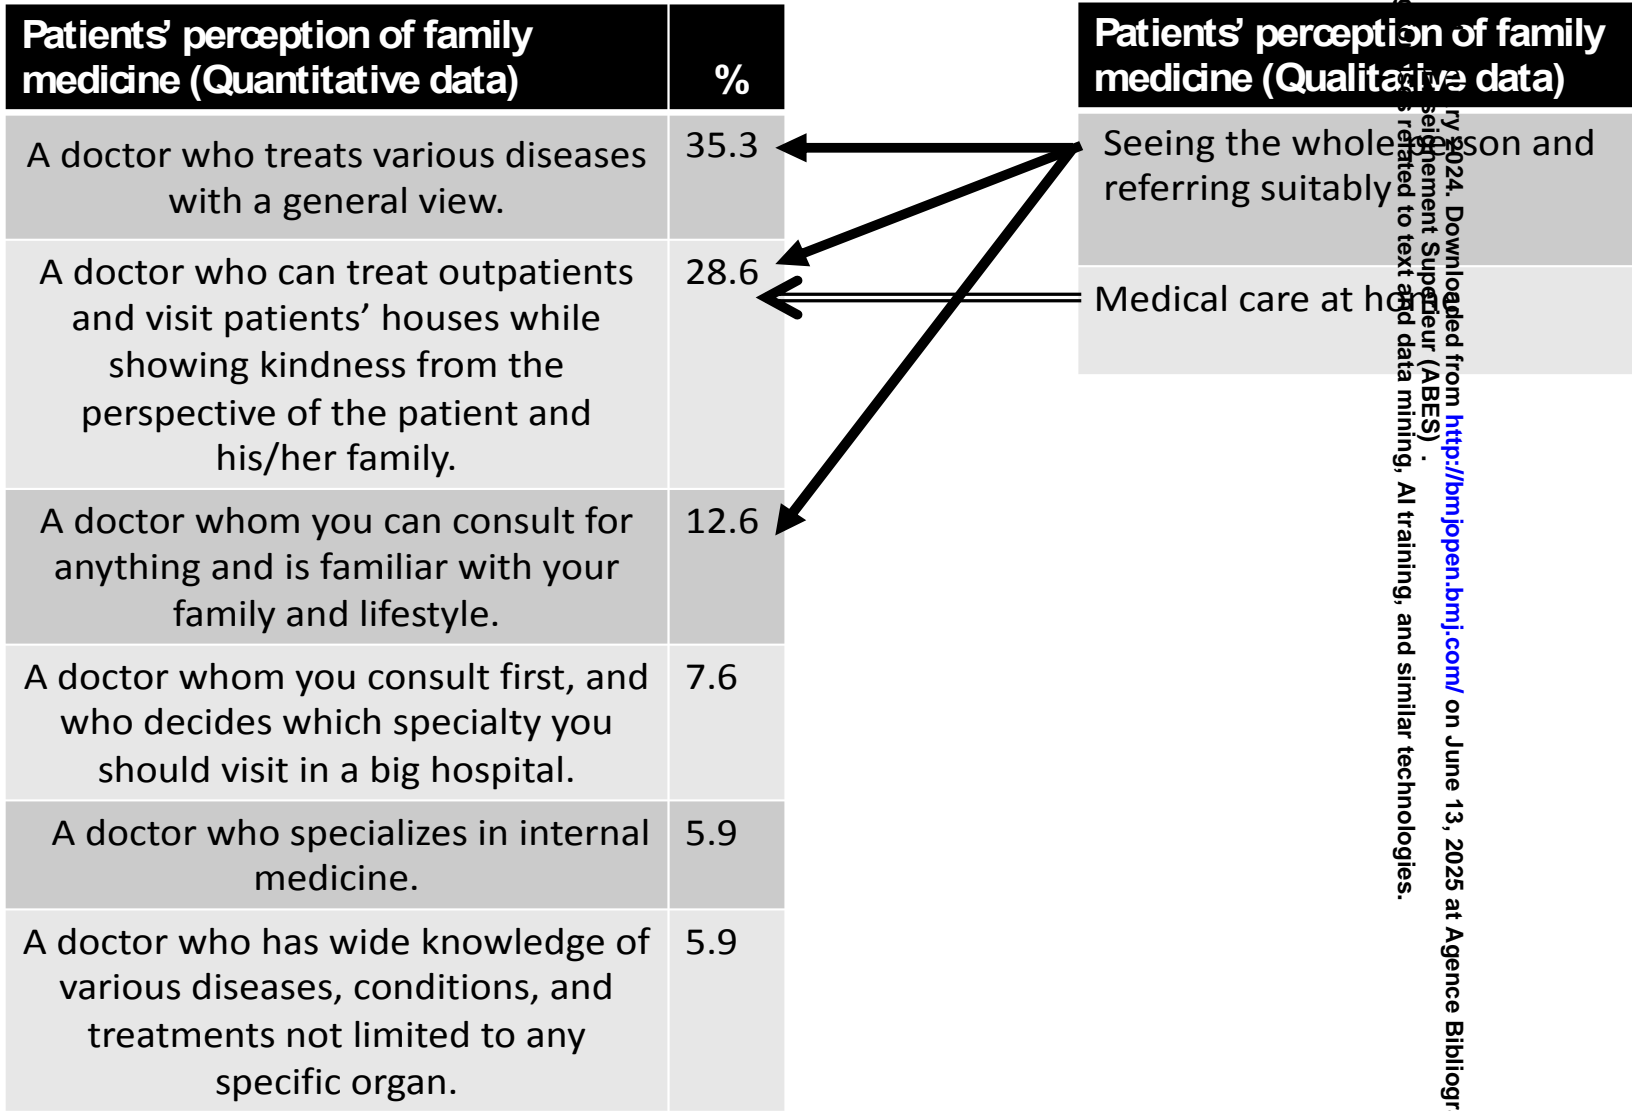 Patients' perception of family
medicine (Quantitative data)
%
A doctor who treats various diseases
with a general view.
35.3
A doctor who can treat outpatients
and visit patients' houses while
showing kindness from the
perspective of the patient and
his/her family.
28.6
A doctor whom you can consult for
anything and is familiar with your
family and lifestyle.
12.6
A doctor whom you consult first, and
who decides which specialty you
should visit in a big hospital.
7.6
A doctor who specializes in internal
medicine.
5.9
A doctor who has wide knowledge of
various diseases, conditions, and
treatments not limited to any
specific organ.
5.9
Patients' perception of family
medicine (Qualitative data)
Seeing the whole person and
referring suitably
Medical care at home
2024. Downloaded from http://bmjopen.bmj.com/ on June 13, 2025 at Agence
Superieur (ABES) .
related to text and data mining, AI training, and similar technologies.